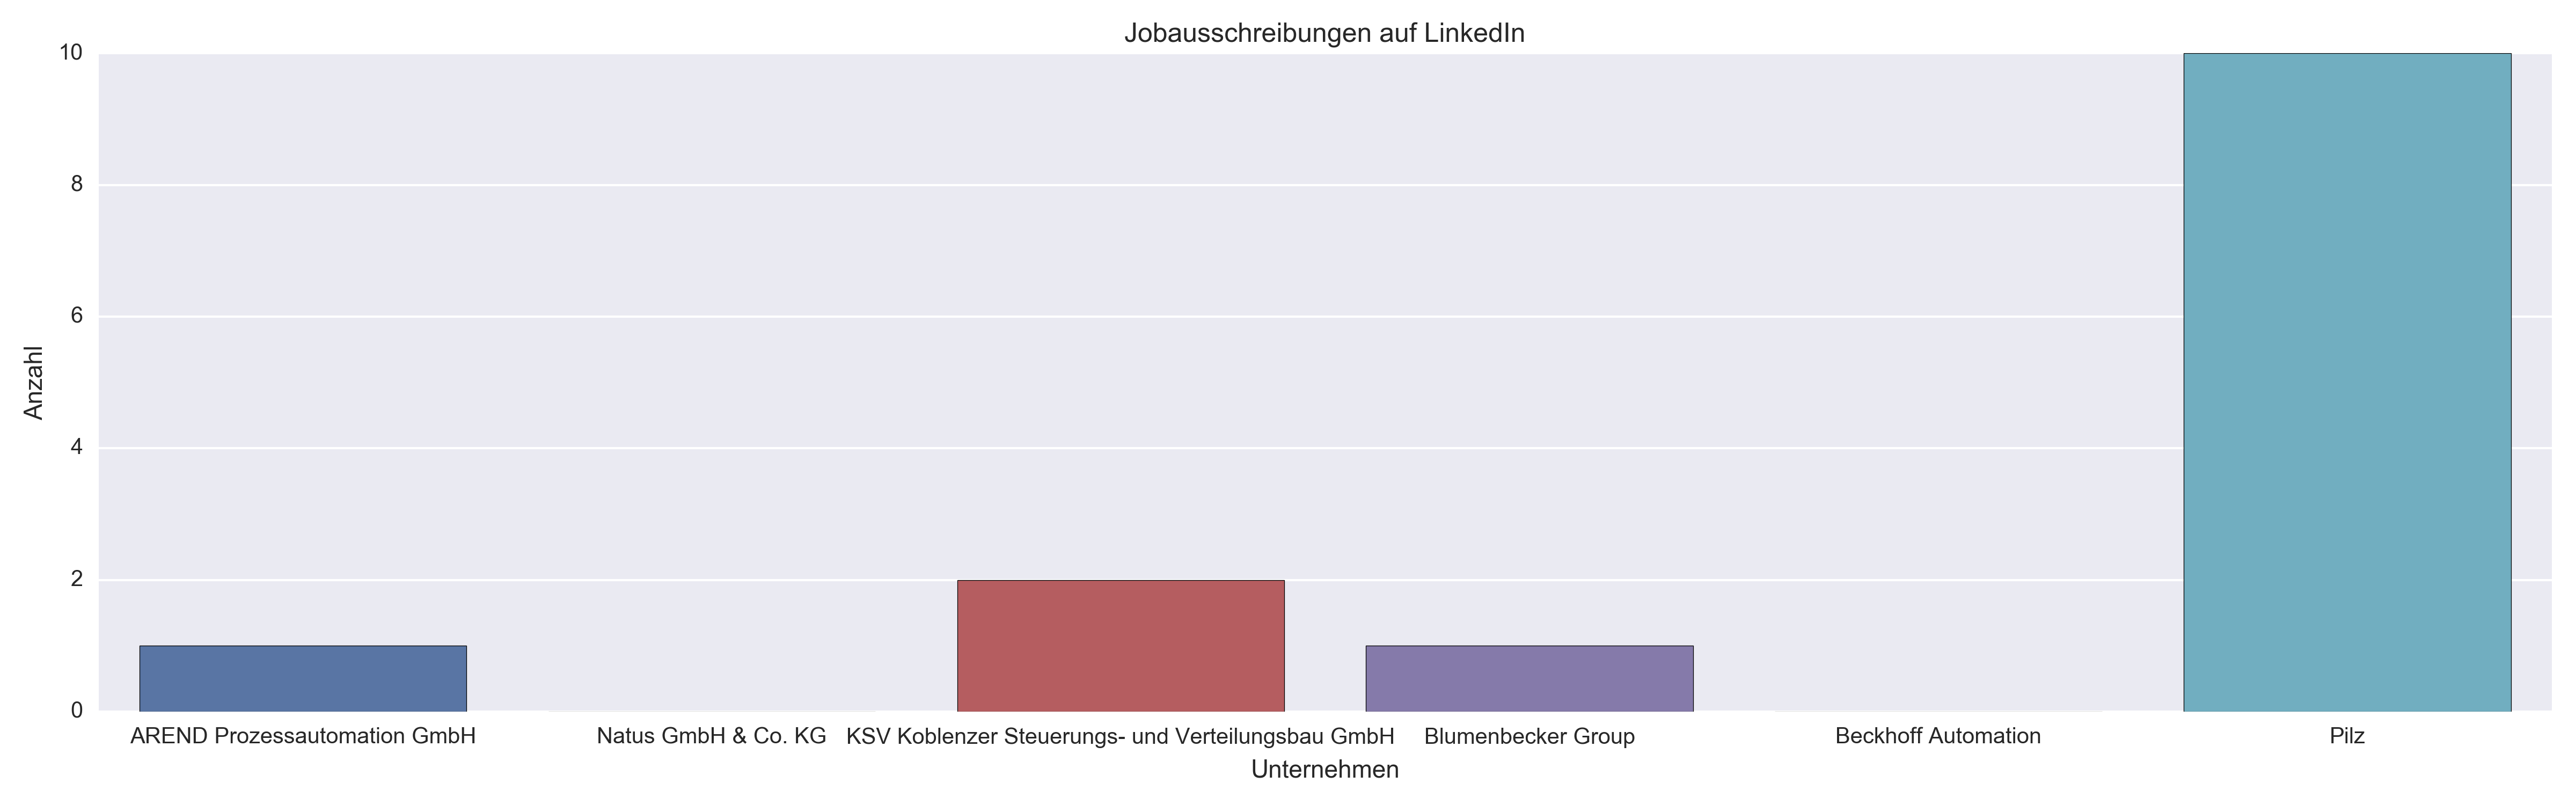 Jobausschreibungen auf LinkedIn
10
8
6
4
2
0
Anzahl
AREND Prozessautomation GmbH
Natus GmbH & Co. KG
KSV Koblenzer Steuerungs- und Verteilungsbau GmbH
Blumenbecker Group
Beckhoff Automation
Pilz
Unternehmen